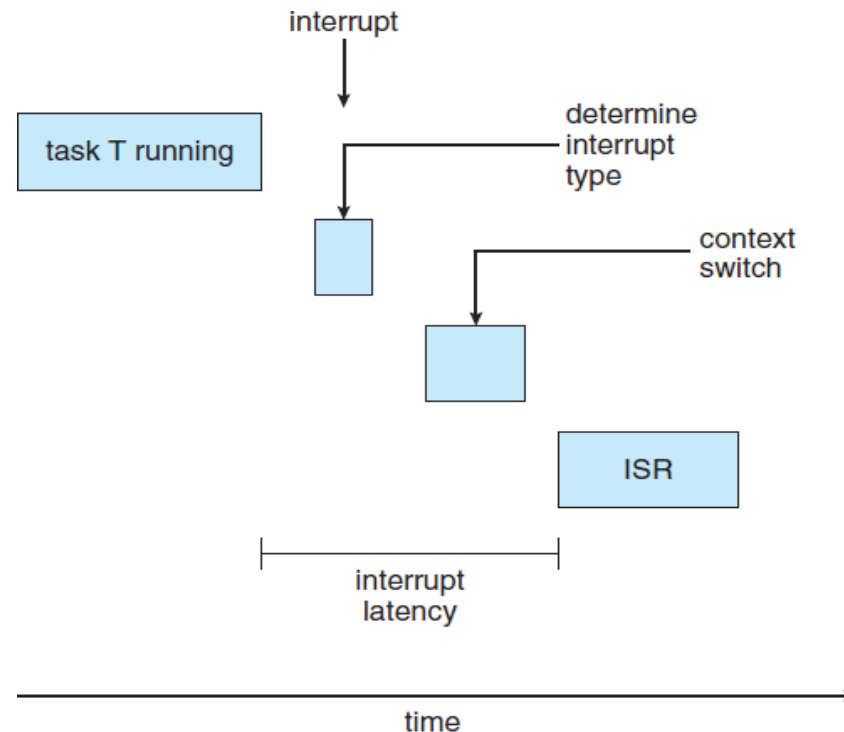 interrupt
task T running
determine
interrupt
type
context
switch
ISR
interrupt
latency
time